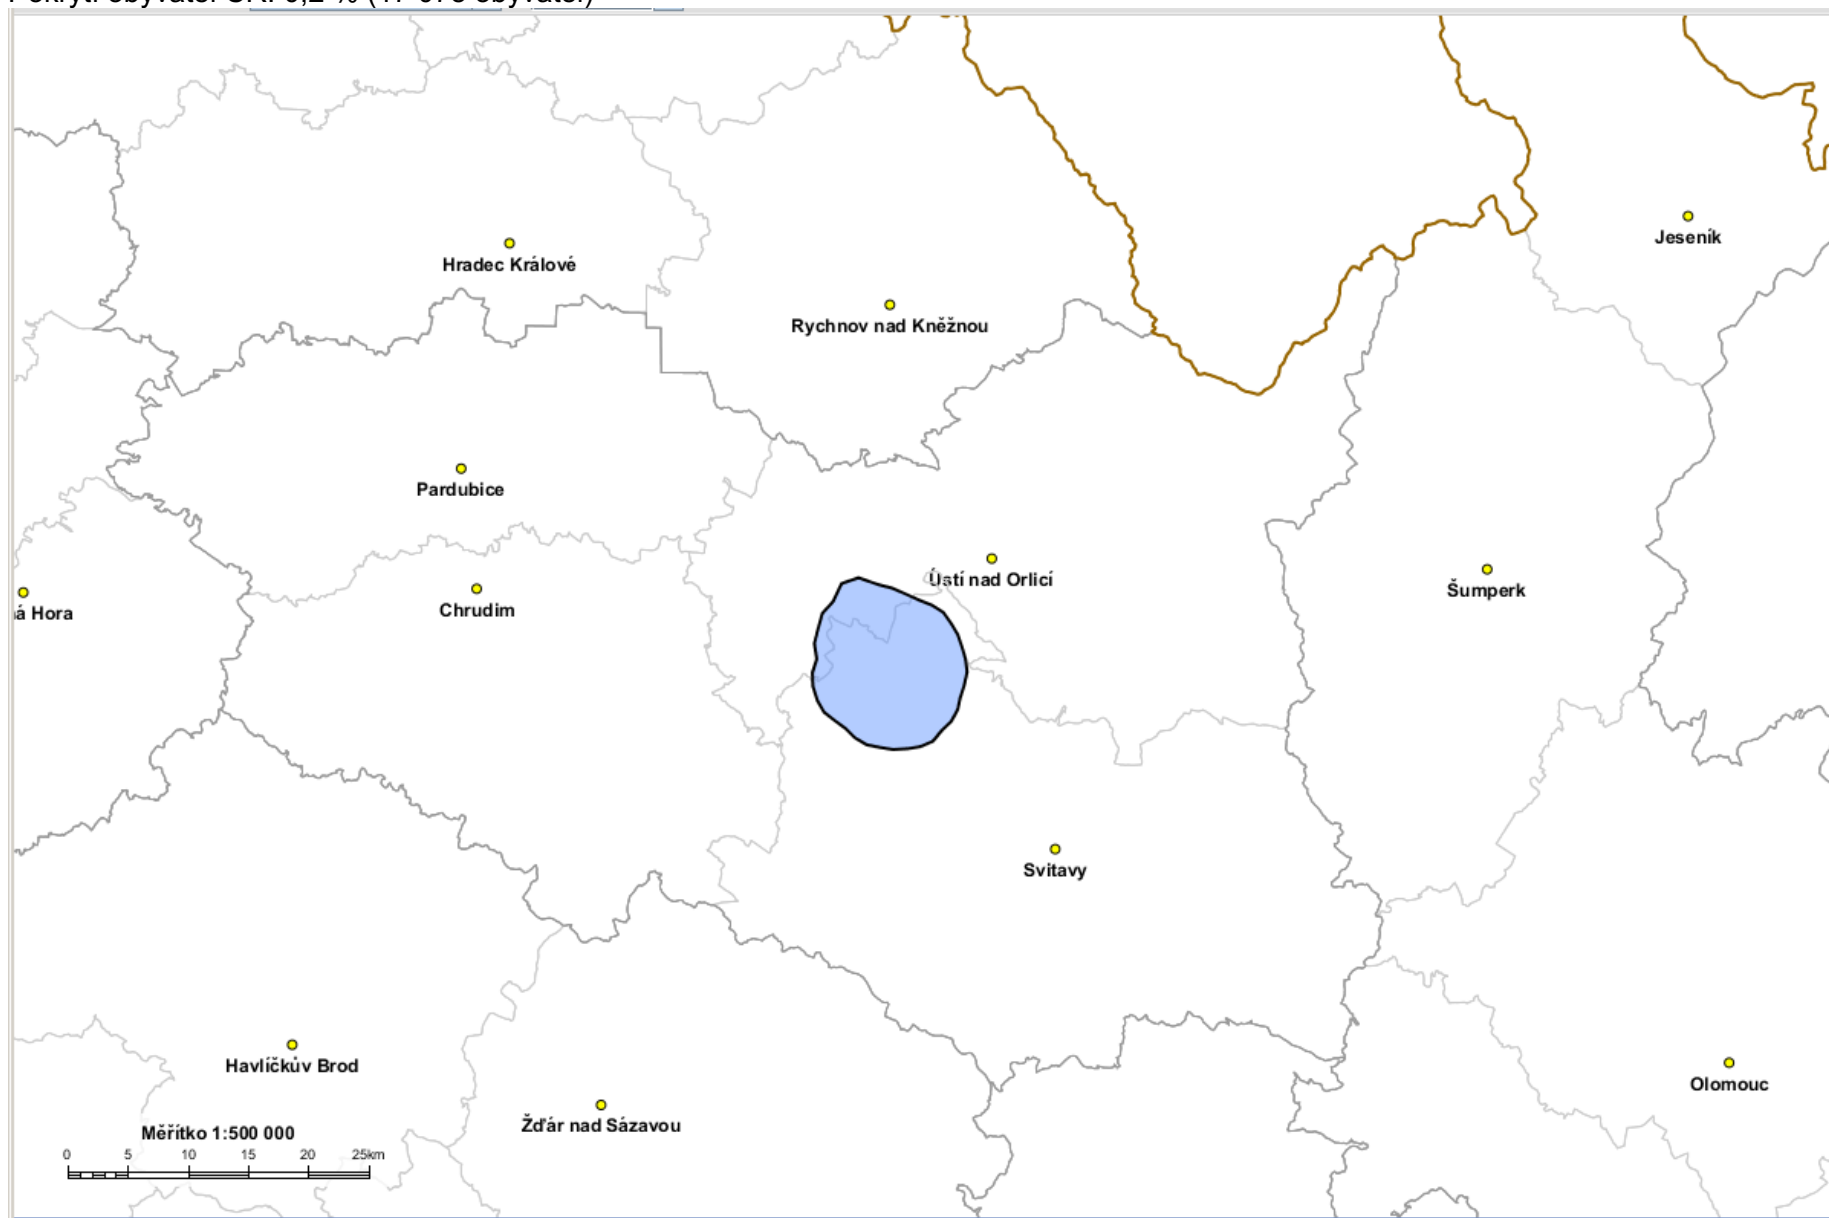 Jeseník
Hradec Králové
Rychnov nad Kněžnou
Pardubice
Ústí nad Orlicí
Šumperk
Chrudim
á Hora
Svitavy
Havlíčkův Brod
Olomouc
Žďár nad Sázavou
Měřítko 1:500 000
0 5 10 15 20 25km